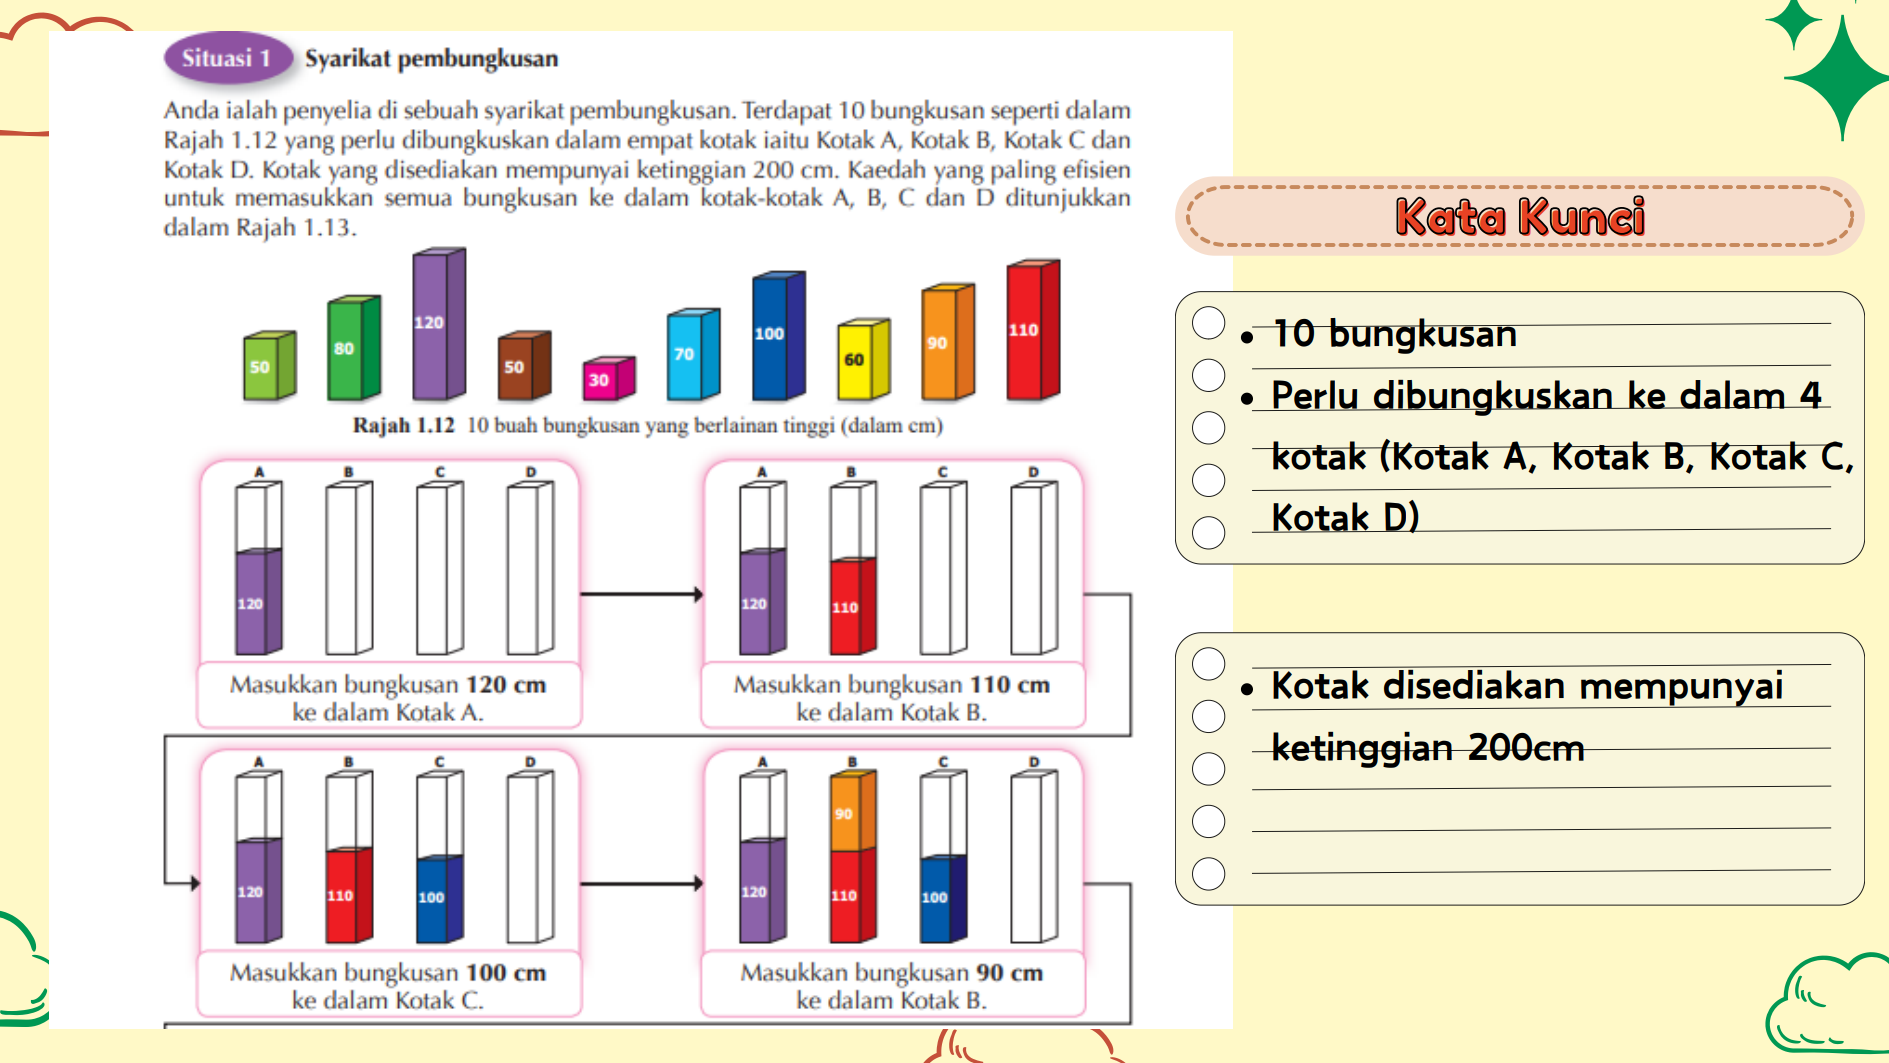 Situasi 1 Syarikat pembungkusan
Anda ialah penyelia di sebuah syarikat pembungkusan. Terdapat 10 bungkusan seperti dalam
Rajah 1.12 yang perlu dibungkuskan dalam empat kotak iaitu Kotak A, Kotak B, Kotak C dan
Kotak D. Kotak yang disediakan mempunyai ketinggian 200 cm. Kaedah yang paling efisien
untuk memasukkan semua bungkusan ke dalam kotak-kotak A, B, C dan D ditunjukkan
dalam Rajah 1.13.
50 80 120 50 30 70 100 60 90 110
Rajah 1.12 10 buah bungkusan yang berlainan tinggi (dalam cm)
A B C D
120
Masukkan bungkusan 120 cm
ke dalam Kotak A.
A B C D
120 110
Masukkan bungkusan 110 cm
ke dalam Kotak B.
A B C D
120 110 100
Masukkan bungkusan 100 cm
ke dalam Kotak C.
A B C D
90
120 110 100
Masukkan bungkusan 90 cm
ke dalam Kotak B.
Kata Kunci
• 10 bungkusan
• Perlu dibungkuskan ke dalam 4
kotak (Kotak A, Kotak B, Kotak C,
Kotak D)
• Kotak disediakan mempunyai
ketinggian 200cm